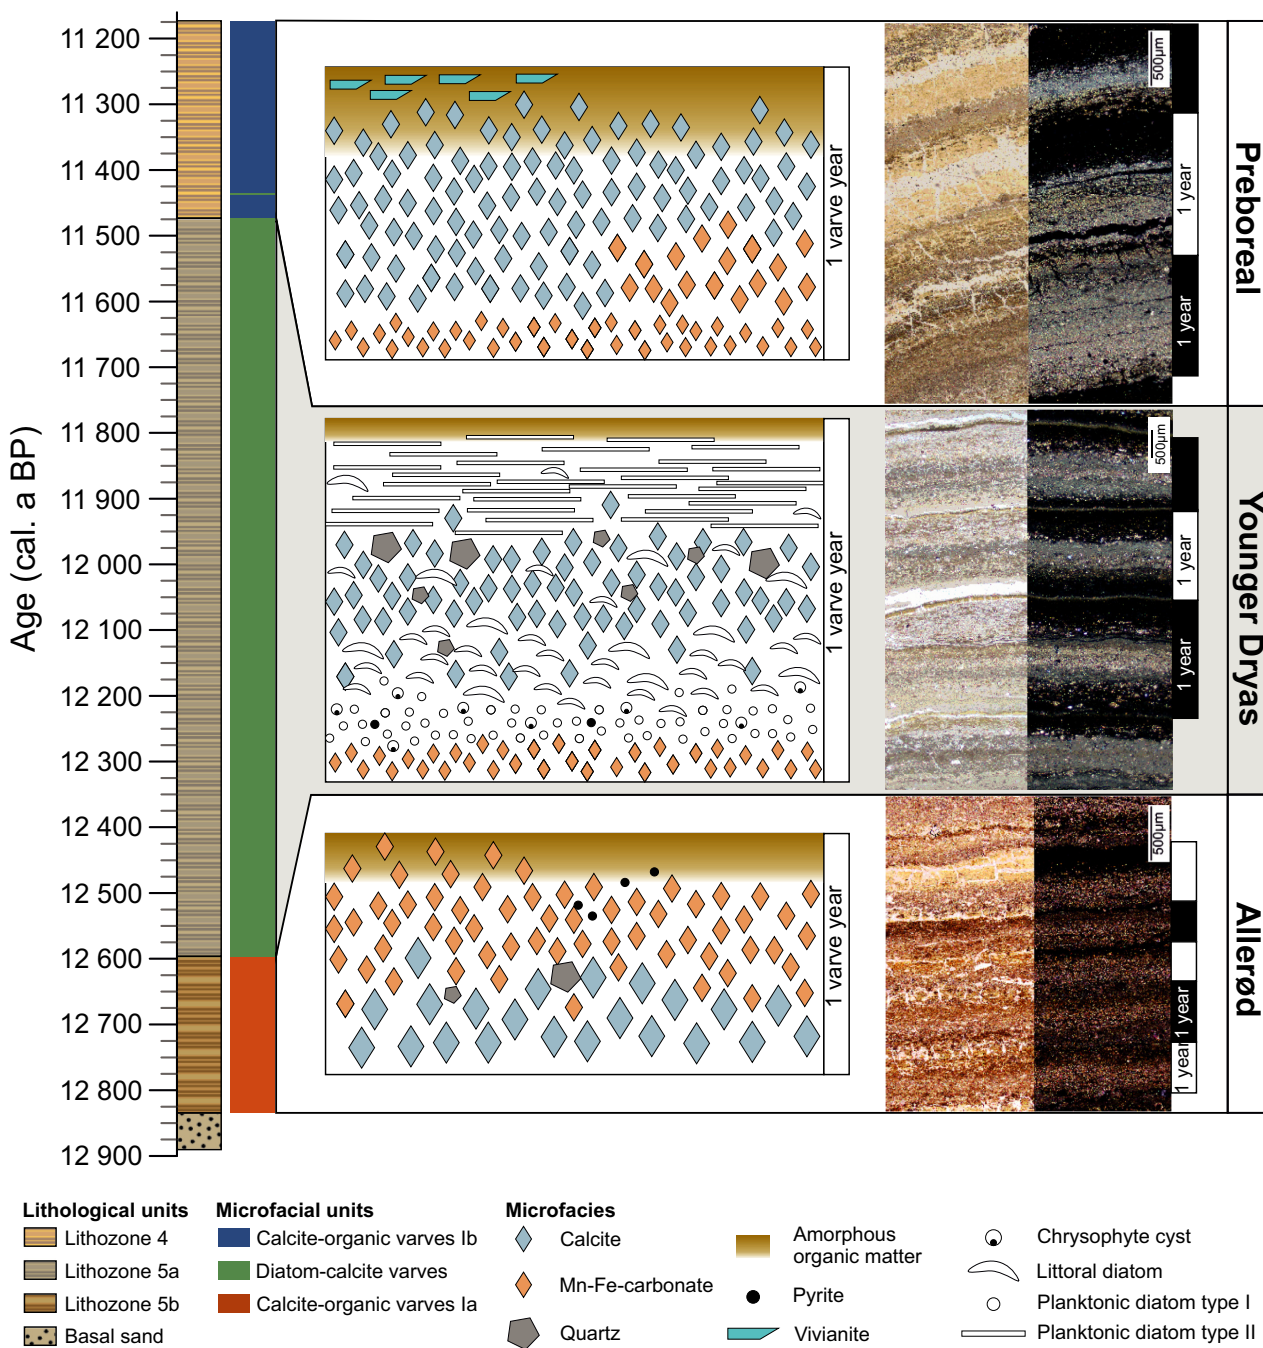 Age (cal. a BP)
11 200
11 300
11 400
11 500
11 600
11 700
11 800
11 900
12 000
12 100
12 200
12 300
12 400
12 500
12 600
12 700
12 800
12 900
1 varve year
500µm
1 year
1 year
Preboreal
1 varve year
500µm
1 year
1 year
Younger Dryas
1 varve year
500µm
1 year
1 year
Allerød
Lithological units
Lithozone 4
Lithozone 5a
Lithozone 5b
Basal sand
Microfacial units
Calcite-organic varves Ib
Diatom-calcite varves
Calcite-organic varves Ia
Microfacies
Calcite
Mn-Fe-carbonate
Quartz
Amorphous
organic matter
Pyrite
Vivianite
Chrysophyte cyst
Littoral diatom
Planktonic diatom type I
Planktonic diatom type II